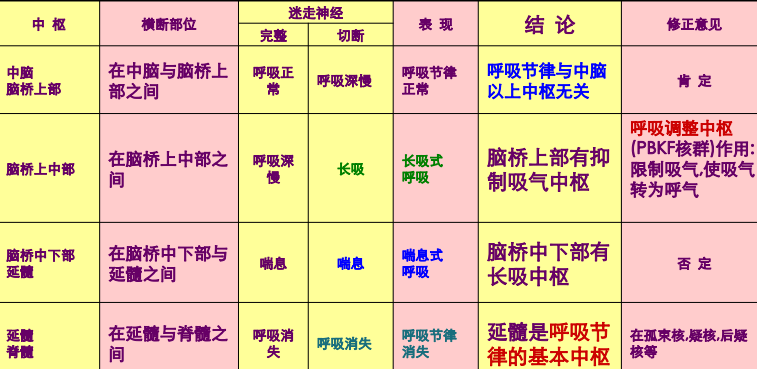 中 枢
横断部位
迷走神经
完整
切断
表 现
结 论
修正意见
中脑
脑桥上部
在中脑与脑桥上
部之间
呼吸正
常
呼吸深慢
呼吸节律
正常
呼吸节律与中脑
以上中枢无关
肯 定
脑桥上中部
在脑桥上中部之
间
呼吸深
慢
长吸
长吸式
呼吸
脑桥上部有抑
制吸气中枢
呼吸调整中枢
(PBKF核群)作用:
限制吸气,使吸气
转为呼气
脑桥中下部
延髓
在脑桥中下部与
延髓之间
喘息
喘息
喘息式
呼吸
脑桥中下部有
长吸中枢
否 定
延髓
脊髓
在延髓与脊髓之
间
呼吸消
失
呼吸消失
呼吸节律
消失
延髓是呼吸节
律的基本中枢
在孤束核,疑核,后疑
核等